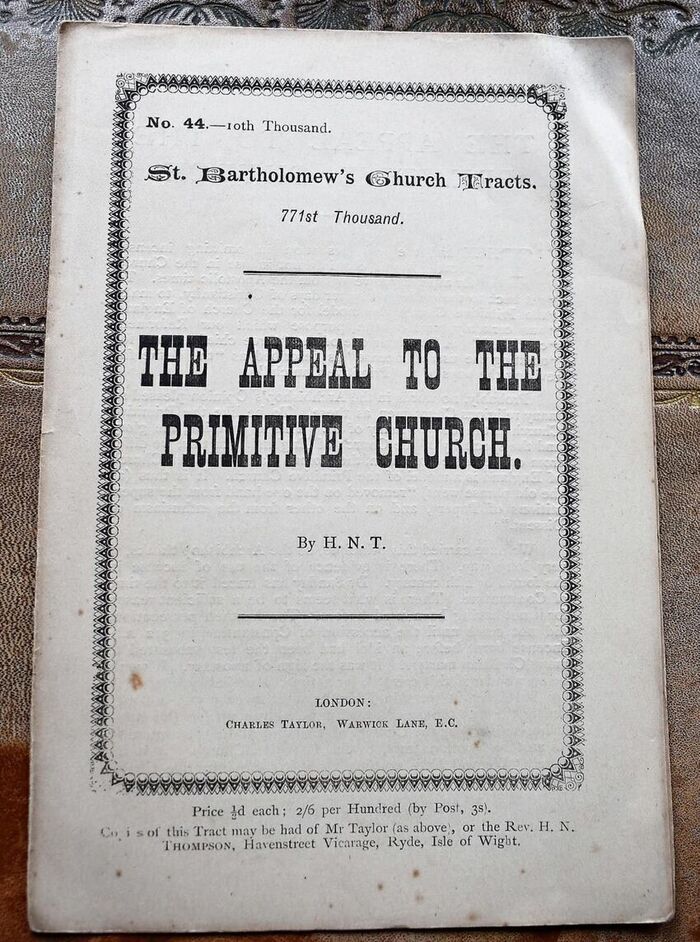 No. 44.—10th Thousand.
St. Bartholomew's Church Tracts.
771st Thousand.
THE APPEAL TO THE
PRIMITIVE CHURCH.
By H. N. T.
LONDON:
CHARLES TAYLOR, WARWICK LANE, E.C.
Price ½d each; 2/6 per Hundred (by Post, 3s).
of this Tract may be had of Mr Taylor (as above), or the Rev. H. N.
THOMPSON, Havenstreet Vicarage, Ryde, Isle of Wight.